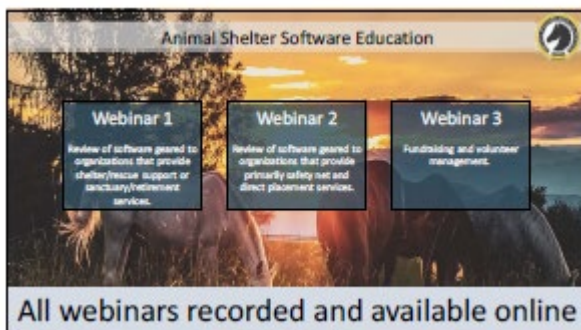 Animal Shelter Software Education
Webinar 1
Review of software geared to
organizations that provide
shelter/rescue support or
sanctuary/retirement
services.
Webinar 2
Review of software geared to
organizations that provide
primarily safety net and
direct placement services.
Webinar 3
Fundraising and volunteer
management.
All webinars recorded and available online